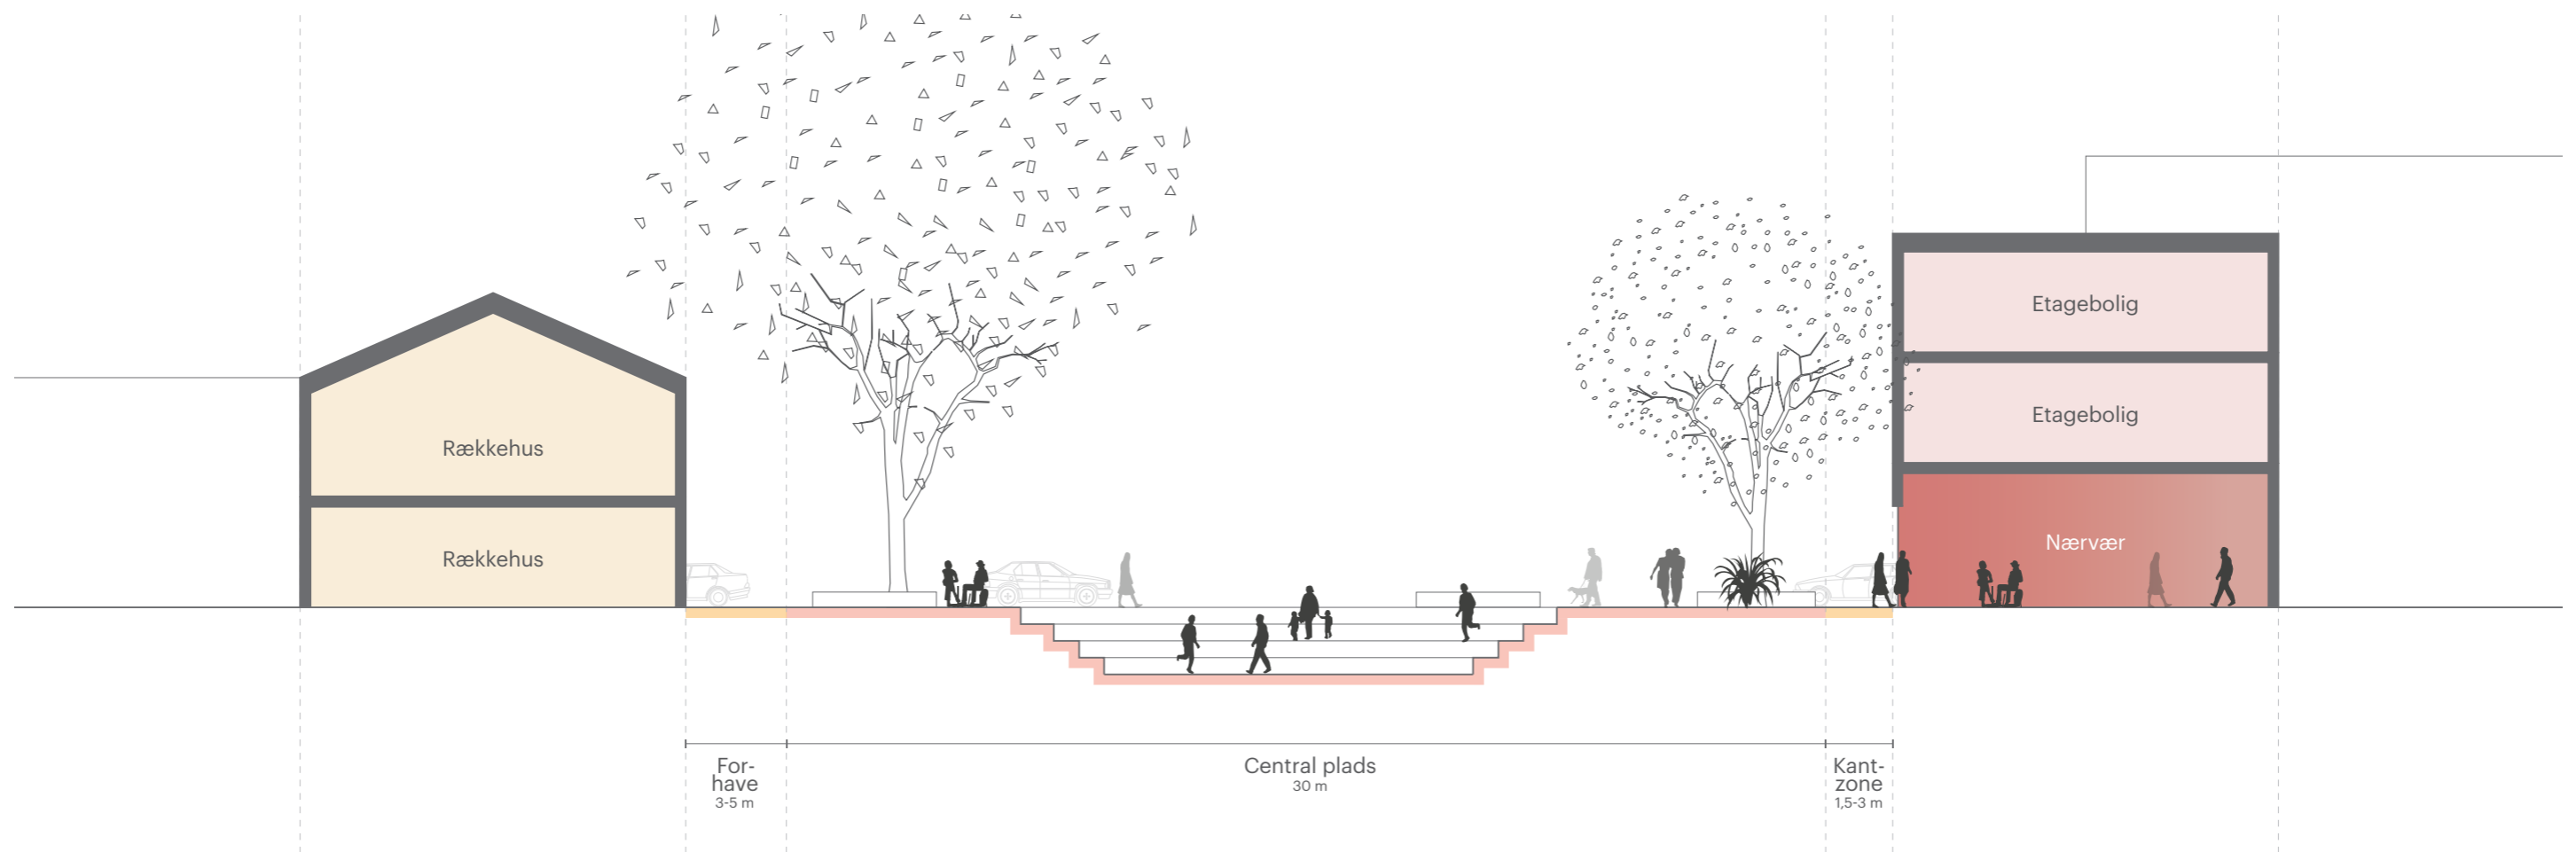 Etagebolig
Etagebolig
Rækkehus
Nærvær
Rækkehus
For-
have
3-5 m
Central plads
30 m
Kant-
zone
1,5-3 m